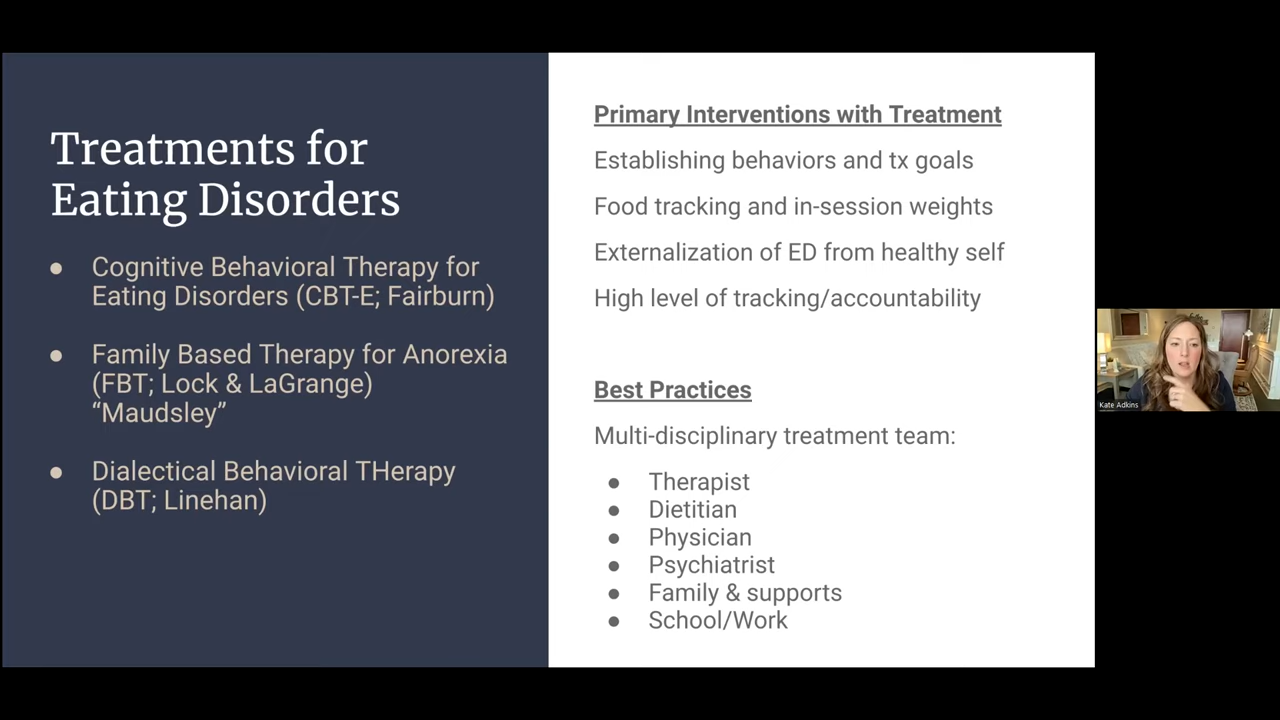 Treatments for
Eating Disorders
● Cognitive Behavioral Therapy for
Eating Disorders (CBT-E; Fairburn)
● Family Based Therapy for Anorexia
(FBT; Lock & LaGrange)
“Maudsley”
● Dialectical Behavioral THerapy
(DBT; Linehan)
Primary Interventions with Treatment
Establishing behaviors and tx goals
Food tracking and in-session weights
Externalization of ED from healthy self
High level of tracking/accountability
Best Practices
Multi-disciplinary treatment team:
● Therapist
● Dietitian
● Physician
● Psychiatrist
● Family & supports
● School/Work
Kate Adkins